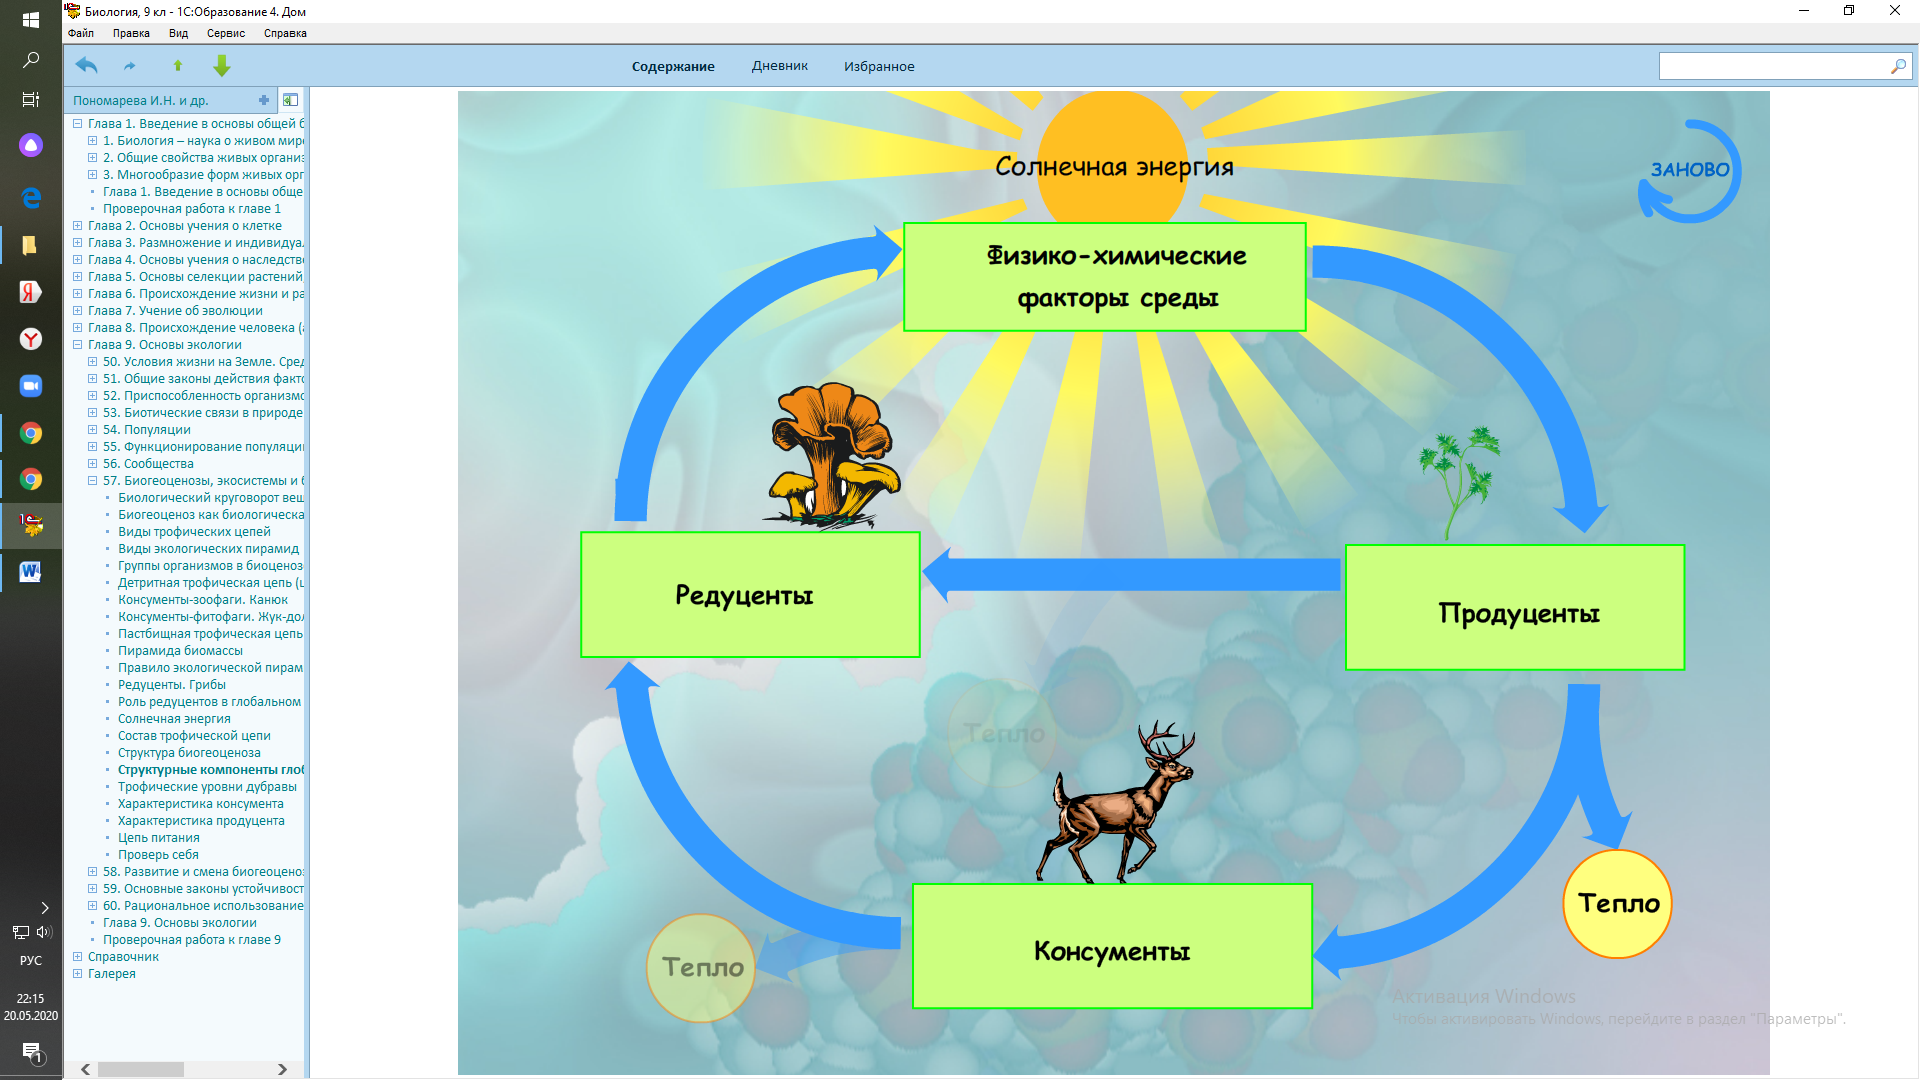 Биология, 9 кл - 1С:Образование 4. Дом
Файл Правка Вид Сервис Справка
Содержание Дневник Избранное
Пономарева И.Н. и др.
Глава 1. Введение в основы общей б
1. Биология – наука о живом мир
2. Общие свойства живых организ
3. Многообразие форм живых орг
Глава 1. Введение в основы обще
Проверочная работа к главе 1
Глава 2. Основы учения о клетке
Глава 3. Размножение и индивидуал
Глава 4. Основы учения о наследств
Глава 5. Основы селекции растений,
Глава 6. Происхождение жизни и ра
Глава 7. Учение об эволюции
Глава 8. Происхождение человека (а
Глава 9. Основы экологии
50. Условия жизни на Земле. Сред
51. Общие законы действия факто
52. Приспособленность организмо
53. Биотические связи в природе
54. Популяции
55. Функционирование популяци
56. Сообщества
57. Биогеоценозы, экосистемы и б
Биологический круговорот вещ
Биогеоценоз как биологическа
Виды трофических цепей
Виды экологических пирамид
Группы организмов в биоценоз
Детритная трофическая цепь (ц
Консументы-зоофаги. Канюк
Консументы-фитофаги. Жук-дол
Пастбищная трофическая цепь
Пирамида биомассы
Правило экологической пирам
Редуценты. Грибы
Роль редуцентов в глобальном
Солнечная энергия
Состав трофической цепи
Структура биогеоценоза
Структурные компоненты глоб
Трофические уровни дубравы
Характеристика консумента
Характеристика продуцента
Цепь питания
Проверь себя
58. Развитие и смена биогеоцено
59. Основные законы устойчивост
60. Рациональное использование
Глава 9. Основы экологии
Проверочная работа к главе 9
Справочник
Галерея
Солнечная энергия
ЗАНОВО
Физико-химические
факторы среды
Редуценты
Продуценты
Тепло
Консументы
Тепло
Тепло
Активация Windows
Чтобы активировать Windows, перейдите в раздел "Параметры".
РУС
22:15
20.05.2020
1